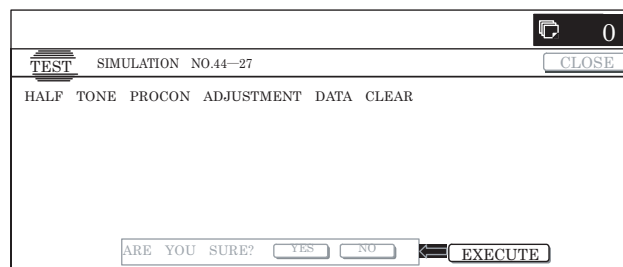 0
TEST SIMULATION NO.44—27 CLOSE
HALF TONE PROCON ADJUSTMENT DATA CLEAR
ARE YOU SURE? YES NO EXECUTE